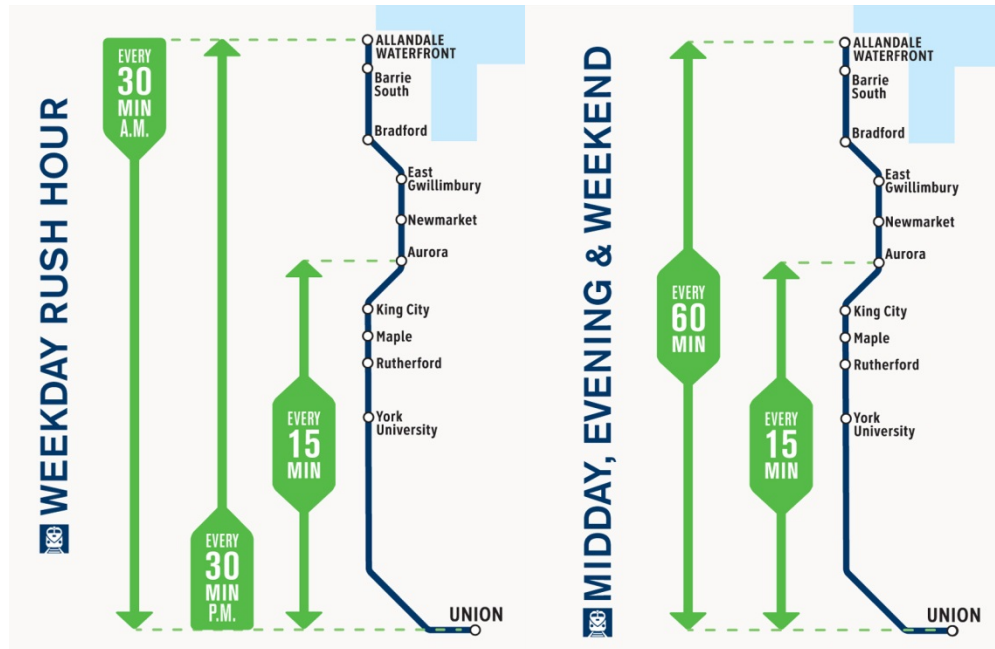 WEEKDAY RUSH HOUR
EVERY
30
MIN
A.M.
EVERY
30
MIN
P.M.
EVERY
15
MIN
ALLANDALE
WATERFRONT
Barrie
South
Bradford
East
Gwillimbury
Newmarket
Aurora
King City
Maple
Rutherford
York
University
UNION
MIDDAY, EVENING & WEEKEND
EVERY
60
MIN
EVERY
15
MIN
ALLANDALE
WATERFRONT
Barrie
South
Bradford
East
Gwillimbury
Newmarket
Aurora
King City
Maple
Rutherford
York
University
UNION